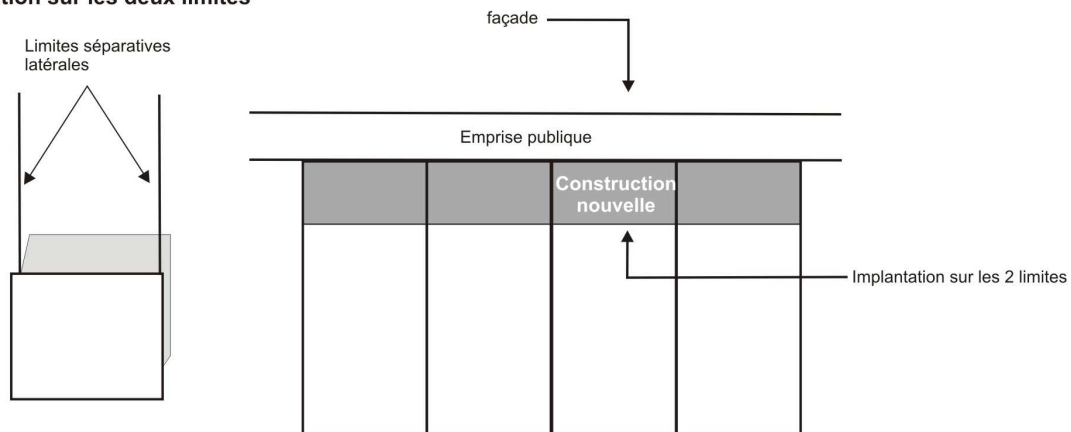 tion sur les deux limites
façade
Limites séparatives
latérales
Emprise publique
Construction
nouvelle
Implantation sur les 2 limites